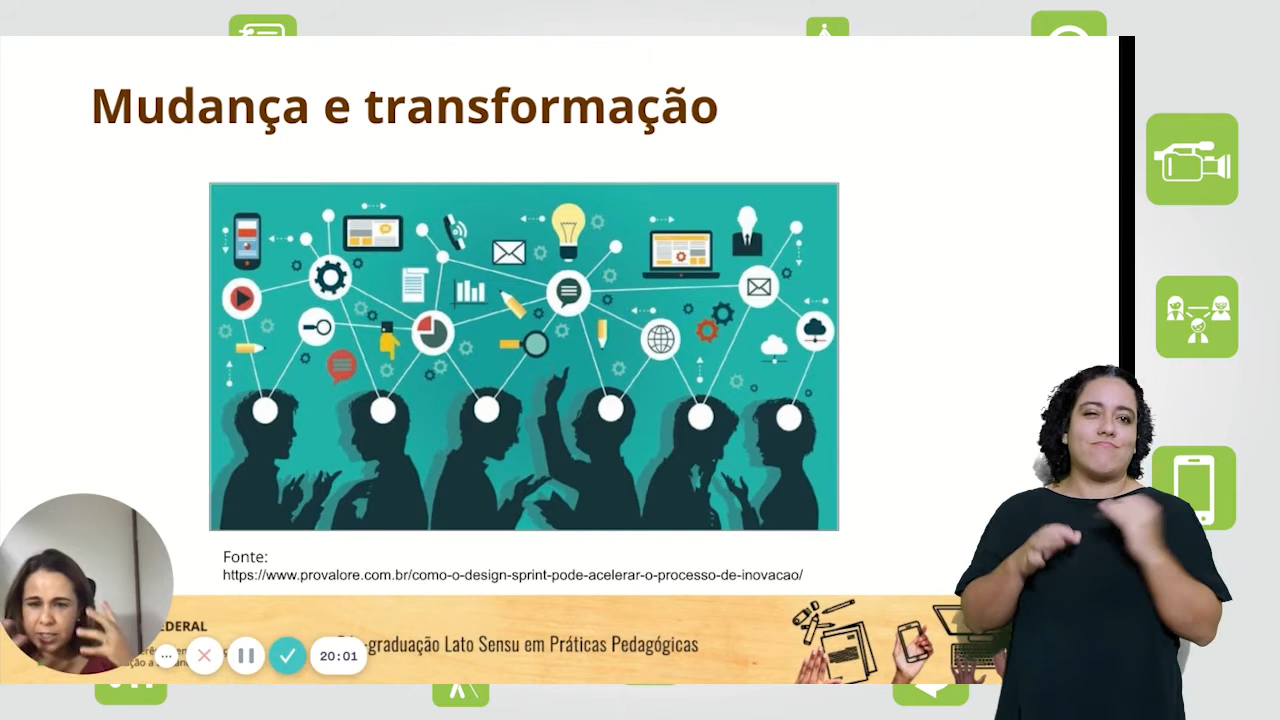 Mudança e transformação
Fonte:
https://www.provalore.com.br/como-o-design-sprint-pode-acelerar-o-processo-de-inovacao/
-graduação Lato Sensu em Práticas Pedagógicas
20:01